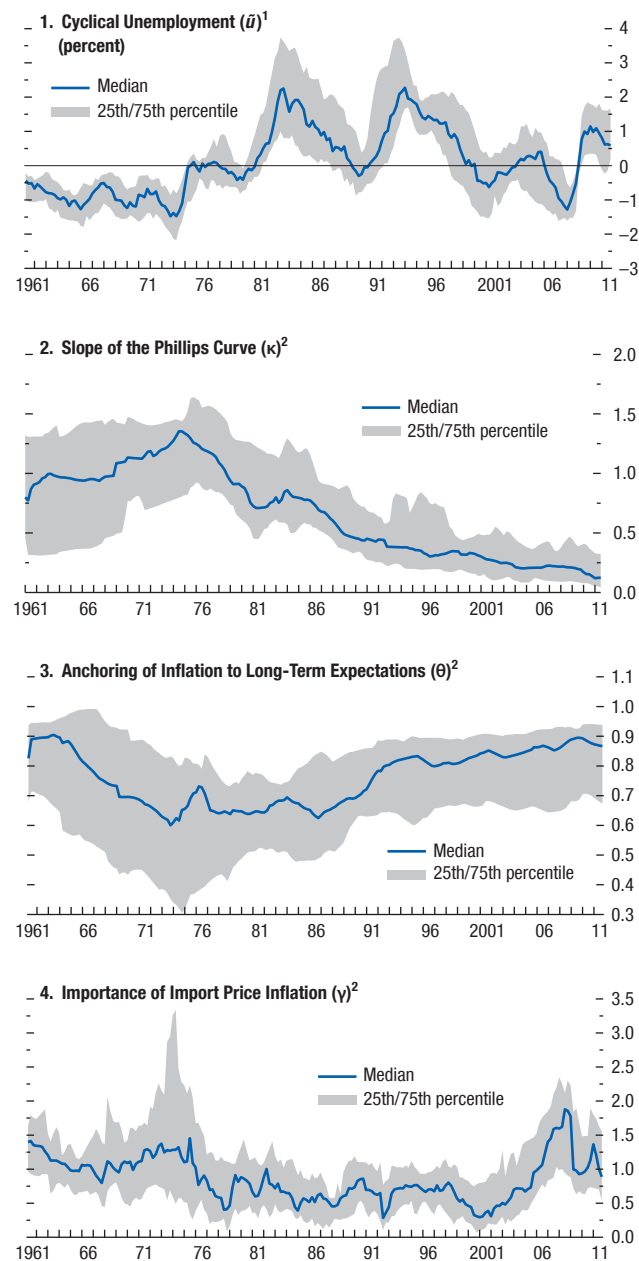 1. Cyclical Unemployment (ũ)¹
(percent)
Median
25th/75th percentile
4
3
2
1
0
–1
–2
–3
1961 66 71 76 81 86 91 96 2001 06 11
2. Slope of the Phillips Curve (κ)²
Median
25th/75th percentile
2.0
1.5
1.0
0.5
0.0
1961 66 71 76 81 86 91 96 2001 06 11
3. Anchoring of Inflation to Long-Term Expectations (θ)²
Median
25th/75th percentile
1.1
1.0
0.9
0.8
0.7
0.6
0.5
0.4
0.3
1961 66 71 76 81 86 91 96 2001 06 11
4. Importance of Import Price Inflation (γ)²
Median
25th/75th percentile
3.5
3.0
2.5
2.0
1.5
1.0
0.5
0.0
1961 66 71 76 81 86 91 96 2001 06 11